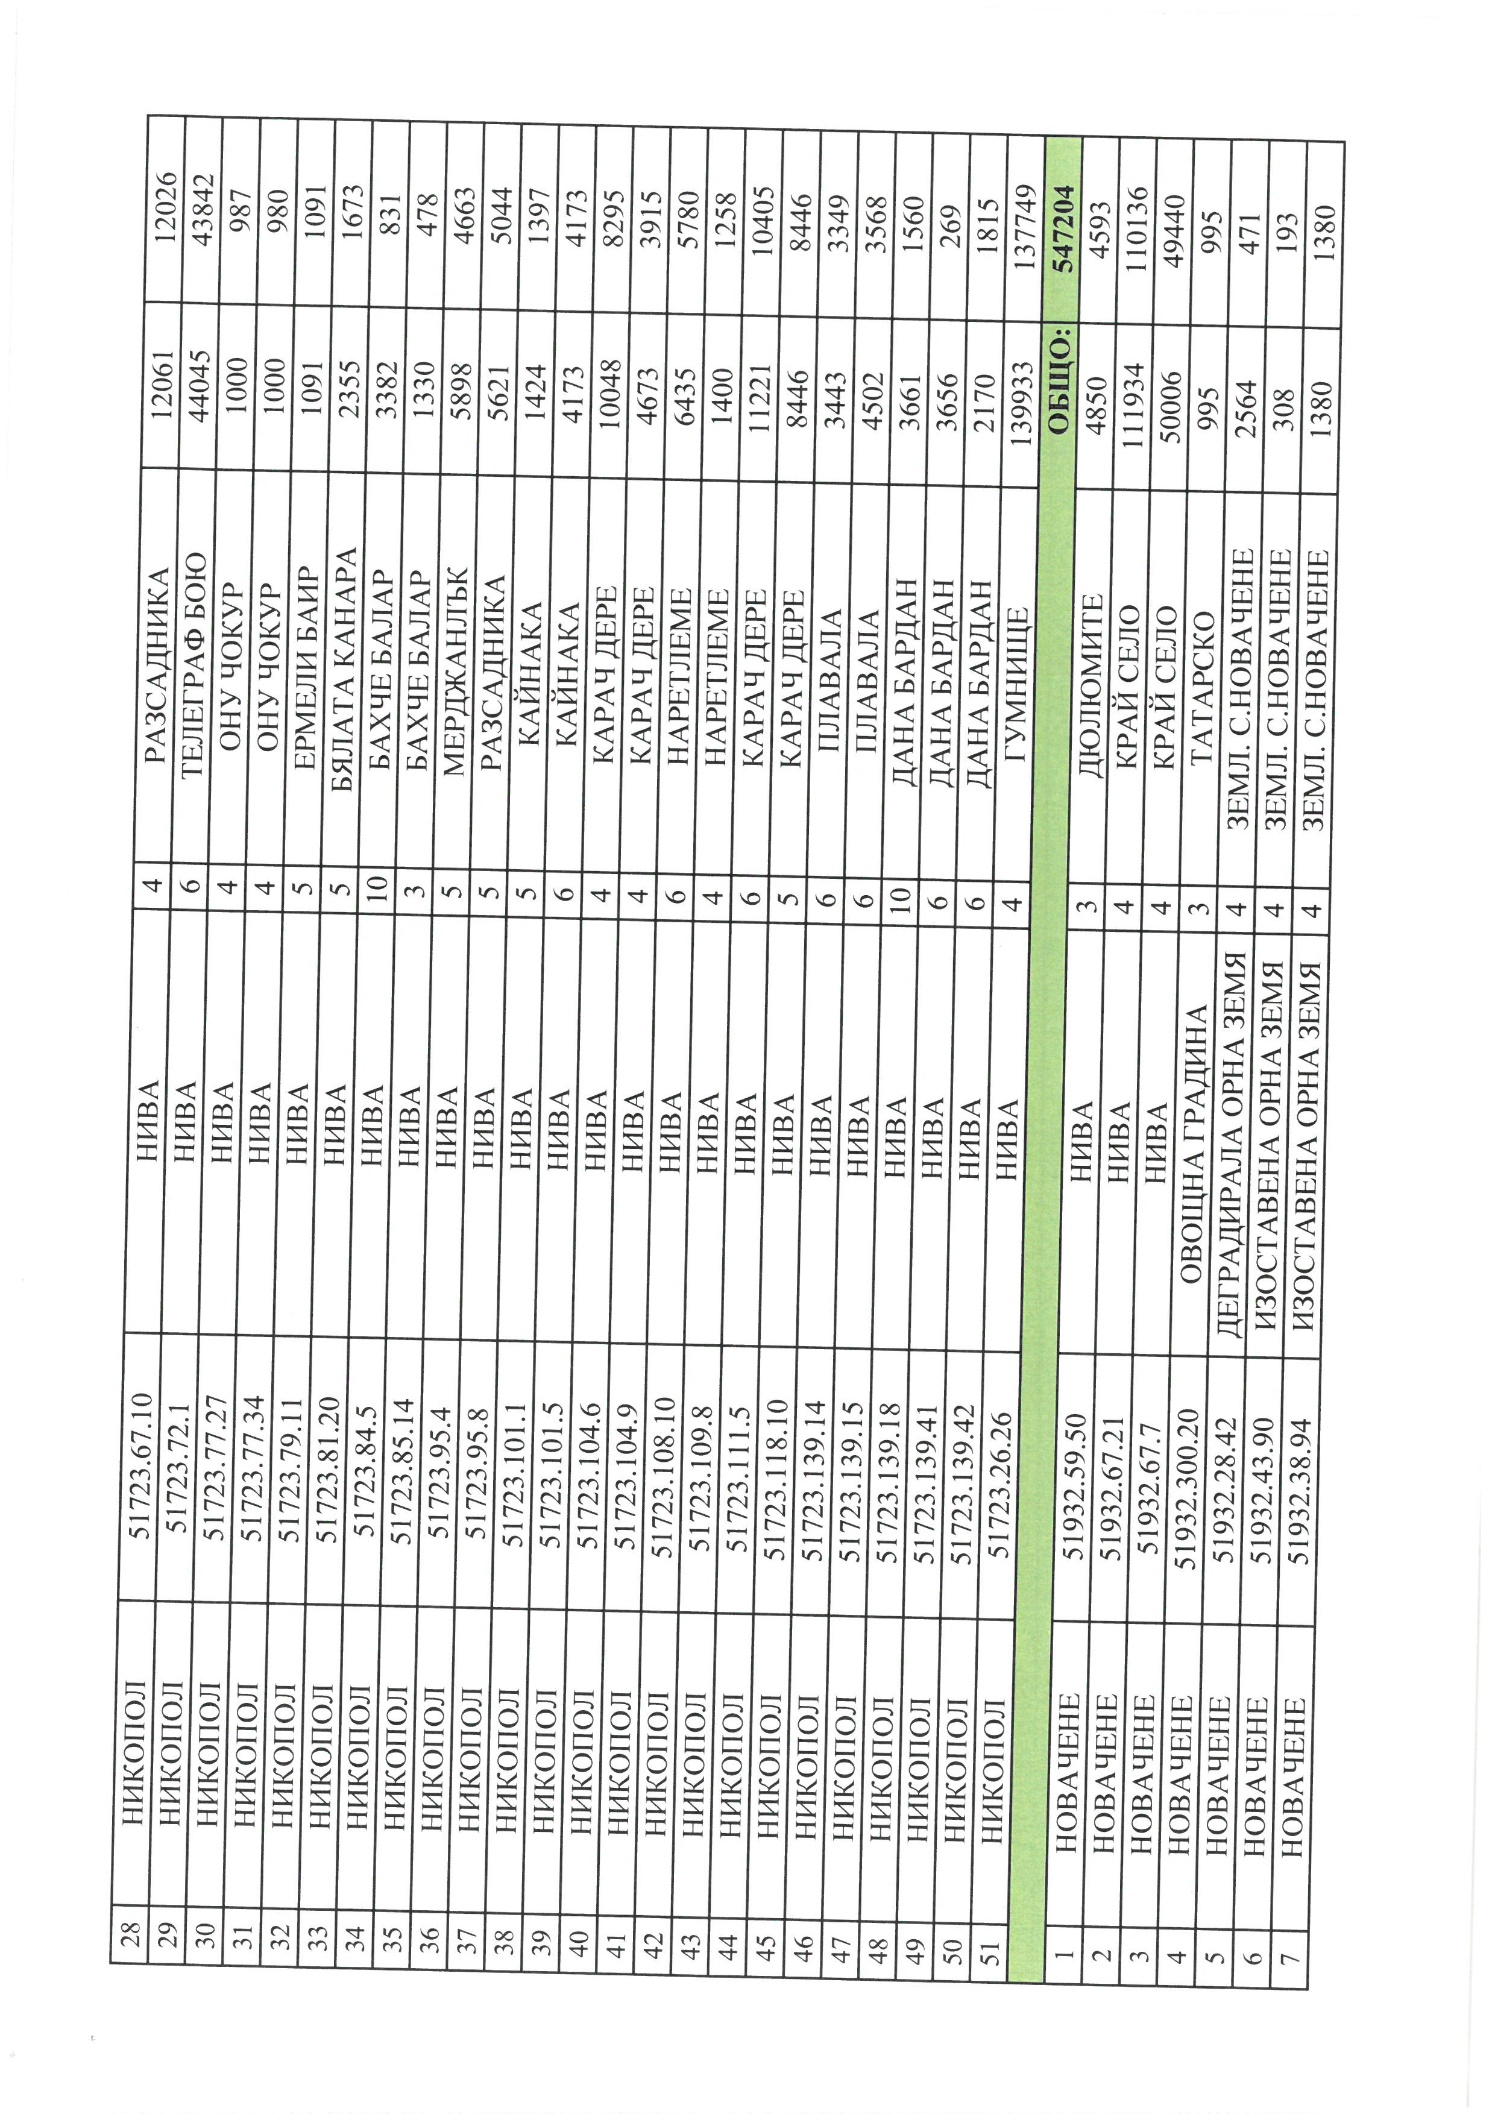 28 НИКОПОЛ 51723.67.10 НИВА 4 РАЗСАДНИКА 12061 12026
29 НИКОПОЛ 51723.72.1 НИВА 6 ТЕЛЕГРАФ БОЮ 44045 43842
30 НИКОПОЛ 51723.77.27 НИВА 4 ОНУ ЧОКУР 1000 987
31 НИКОПОЛ 51723.77.34 НИВА 4 ОНУ ЧОКУР 1000 980
32 НИКОПОЛ 51723.79.11 НИВА 5 ЕРМЕЛИ БАИР 1091 1091
33 НИКОПОЛ 51723.81.20 НИВА 5 БЯЛАТА КАНАРА 2355 1673
34 НИКОПОЛ 51723.84.5 НИВА 10 БАХЧЕ БАЛАР 3382 831
35 НИКОПОЛ 51723.85.14 НИВА 3 БАХЧЕ БАЛАР 1330 478
36 НИКОПОЛ 51723.95.4 НИВА 5 МЕРДЖАНЛЪК 5898 4663
37 НИКОПОЛ 51723.95.8 НИВА 5 РАЗСАДНИКА 5621 5044
38 НИКОПОЛ 51723.101.1 НИВА 5 КАЙНАКА 1424 1397
39 НИКОПОЛ 51723.101.5 НИВА 6 КАЙНАКА 4173 4173
40 НИКОПОЛ 51723.104.6 НИВА 4 КАРАЧ ДЕРЕ 10048 8295
41 НИКОПОЛ 51723.104.9 НИВА 4 КАРАЧ ДЕРЕ 4673 3915
42 НИКОПОЛ 51723.108.10 НИВА 6 НАРЕТЛЕМЕ 6435 5780
43 НИКОПОЛ 51723.109.8 НИВА 4 НАРЕТЛЕМЕ 1400 1258
44 НИКОПОЛ 51723.111.5 НИВА 6 КАРАЧ ДЕРЕ 11221 10405
45 НИКОПОЛ 51723.118.10 НИВА 5 КАРАЧ ДЕРЕ 8446 8446
46 НИКОПОЛ 51723.139.14 НИВА 6 ПЛАВАЛА 3443 3349
47 НИКОПОЛ 51723.139.15 НИВА 6 ПЛАВАЛА 4502 3568
48 НИКОПОЛ 51723.139.18 НИВА 10 ДАНА БАРДАН 3661 1560
49 НИКОПОЛ 51723.139.41 НИВА 6 ДАНА БАРДАН 3656 269
50 НИКОПОЛ 51723.139.42 НИВА 6 ДАНА БАРДАН 2170 1815
51 НИКОПОЛ 51723.26.26 НИВА 4 ГУМНИЩЕ 139933 137749
ОБЩО: 547204
1 НОВАЧЕНЕ 51932.59.50 НИВА 3 ДЮЛЮМИТЕ 4850 4593
2 НОВАЧЕНЕ 51932.67.21 НИВА 4 КРАЙ СЕЛО 111934 110136
3 НОВАЧЕНЕ 51932.67.7 НИВА 4 КРАЙ СЕЛО 50006 49440
4 НОВАЧЕНЕ 51932.300.20 ОВОЩНА ГРАДИНА 3 ТАТАРСКО 995 995
5 НОВАЧЕНЕ 51932.28.42 ДЕГРАДИРАЛА ОРНА ЗЕМЯ 4 ЗЕМЛ. С.НОВАЧЕНЕ 2564 471
6 НОВАЧЕНЕ 51932.43.90 ИЗОСТАВЕНА ОРНА ЗЕМЯ 4 ЗЕМЛ. С.НОВАЧЕНЕ 308 193
7 НОВАЧЕНЕ 51932.38.94 ИЗОСТАВЕНА ОРНА ЗЕМЯ 4 ЗЕМЛ. С.НОВАЧЕНЕ 1380 1380